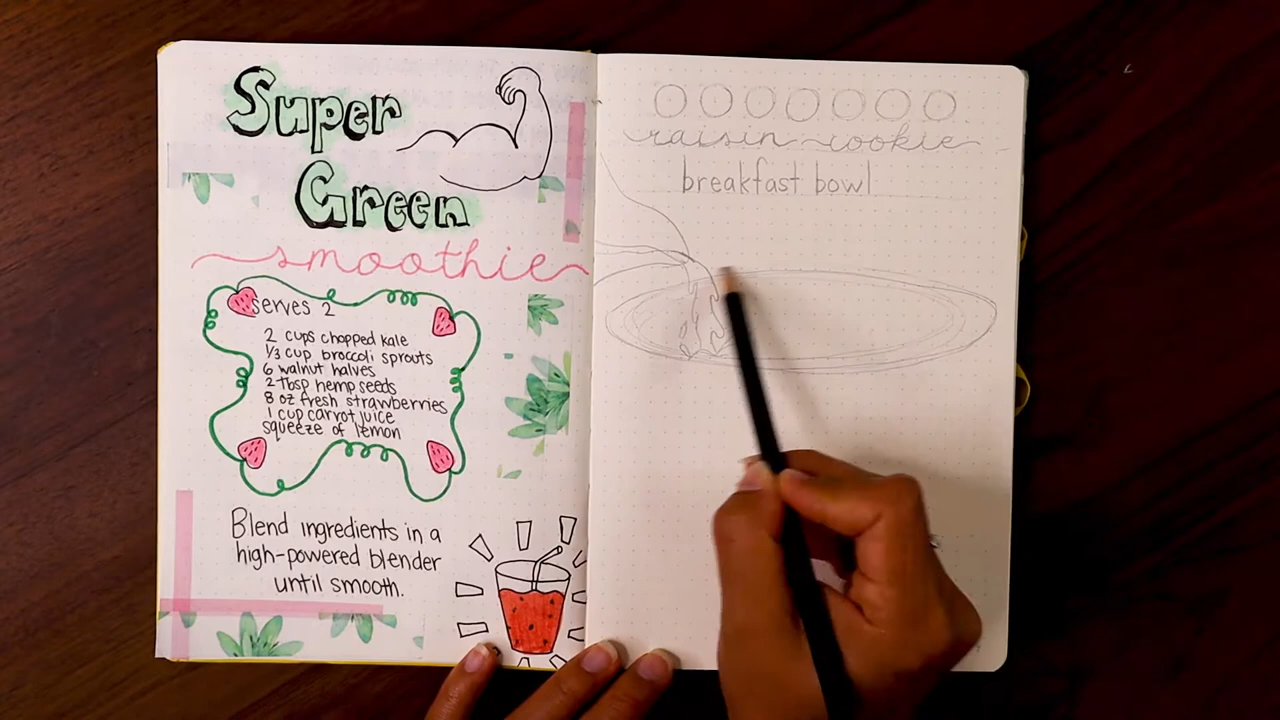 Super
Green
smoothie
serves 2
2 cups chopped kale
1/3 cup broccoli sprouts
6 walnut halves
2 tbsp hemp seeds
8 oz fresh strawberries
1 cup carrot juice
squeeze of lemon
Blend ingredients in a
high-powered blender
until smooth.
raisin cookie
breakfast bowl